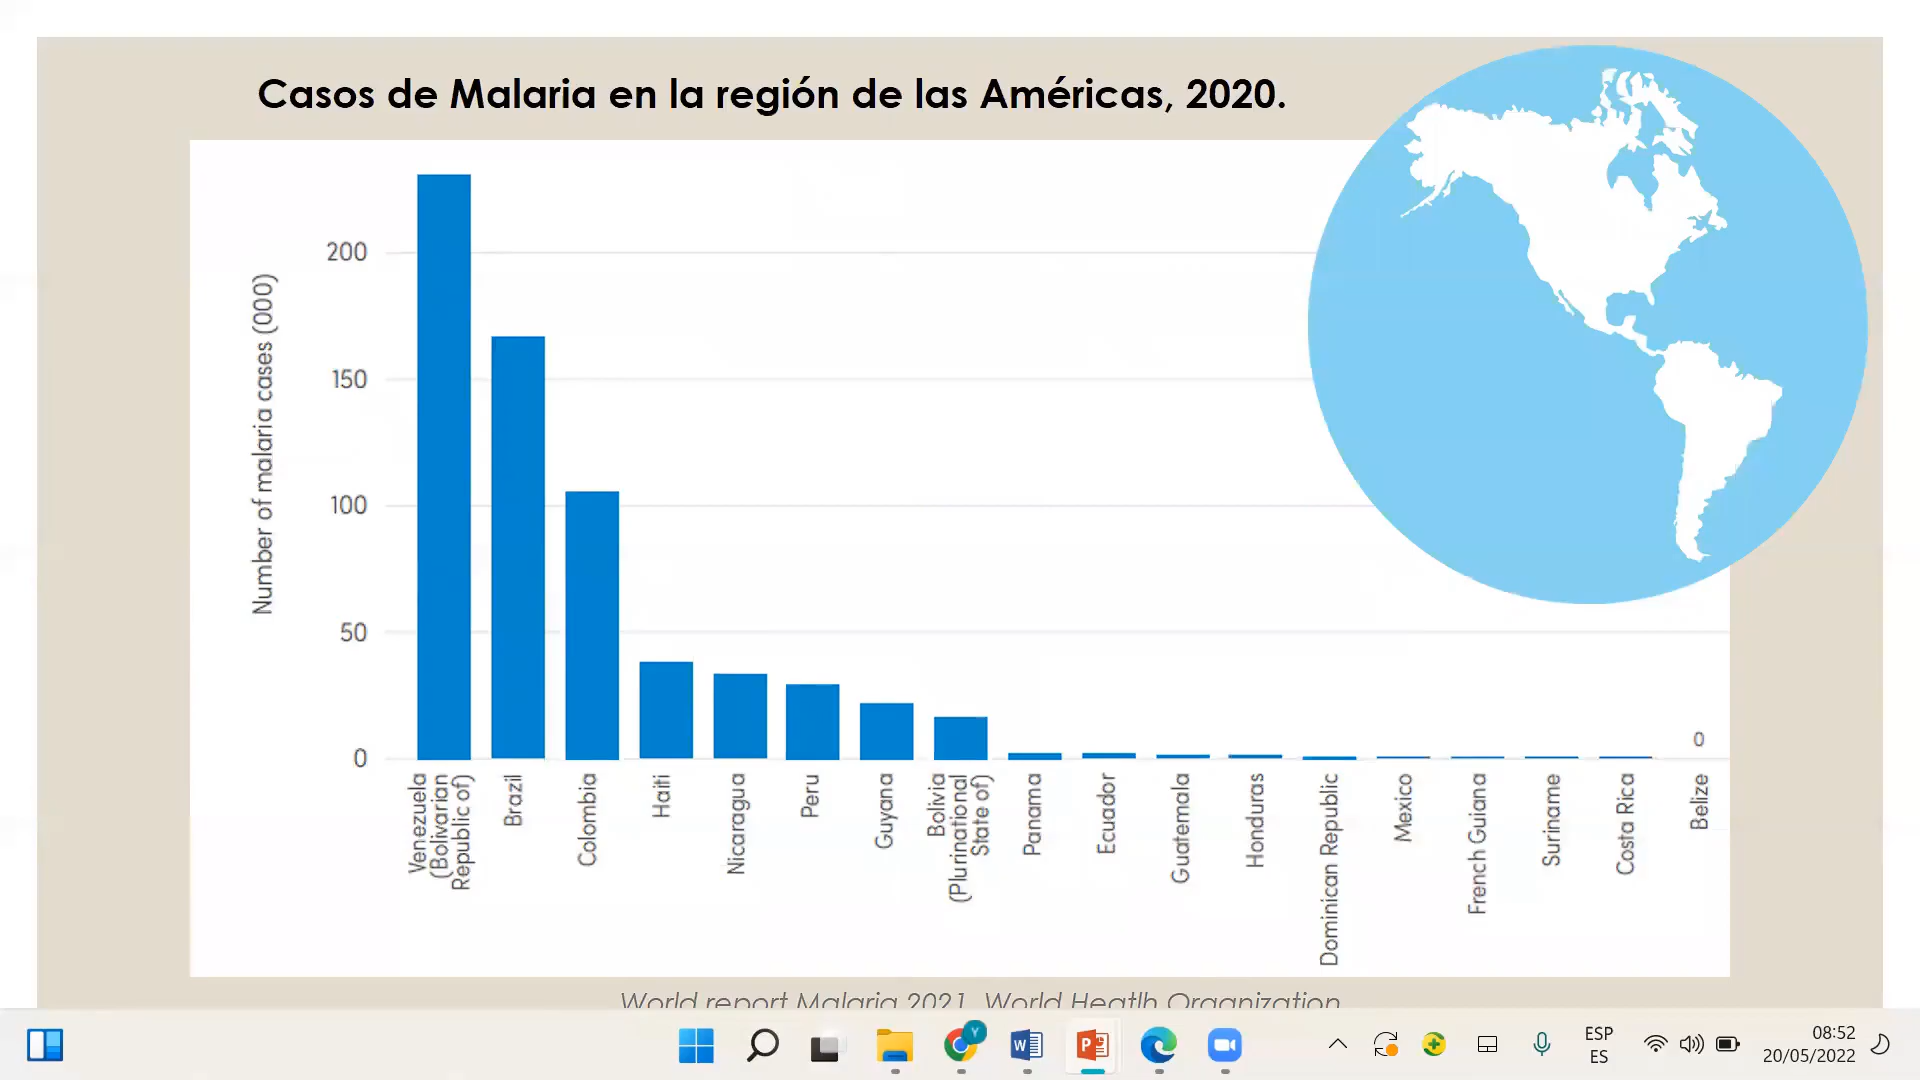 Casos de Malaria en la región de las Américas, 2020.
Number of malaria cases (000)
200
150
100
50
0
0
Venezuela
(Bolivarian
Republic of)
Brazil
Colombia
Haiti
Nicaragua
Peru
Guyana
Bolivia
(Plurinational
State of)
Panama
Ecuador
Guatemala
Honduras
Dominican Republic
Mexico
French Guiana
Suriname
Costa Rica
Belize
World report Malaria 2021. World Heatlh Organization
Y
W
P
ESP
ES
08:52
20/05/2022